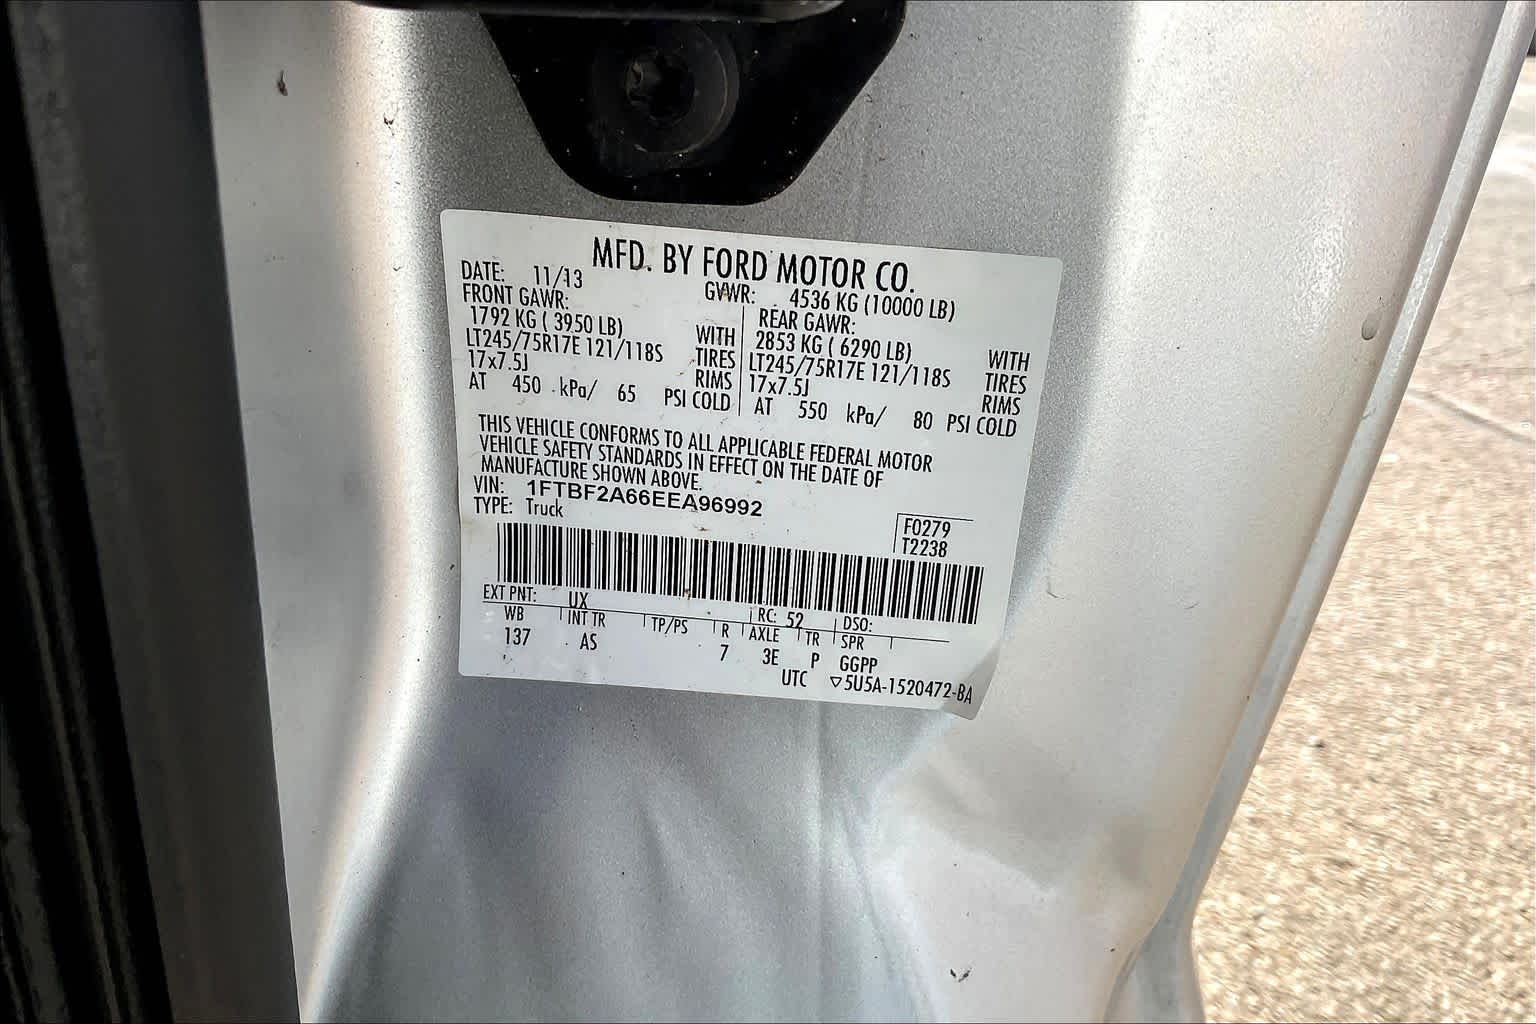 MFD. BY FORD MOTOR CO.
DATE: 11/13 GVWR: 4536 KG (10000 LB)
FRONT GAWR:
1792 KG ( 3950 LB) WITH
LT245/75R17E 121/118S TIRES
17x7.5J RIMS
AT 450 kPa/ 65 PSI COLD
REAR GAWR:
2853 KG ( 6290 LB) WITH
LT245/75R17E 121/118S TIRES
17x7.5J RIMS
AT 550 kPa/ 80 PSI COLD
THIS VEHICLE CONFORMS TO ALL APPLICABLE FEDERAL MOTOR
VEHICLE SAFETY STANDARDS IN EFFECT ON THE DATE OF
MANUFACTURE SHOWN ABOVE.
VIN: 1FTBF2A66EEA96992
TYPE: Truck
F0279
T2238
EXT PNT: UX RC: 52 DSO:
WB INT TR TP/PS R AXLE TR SPR
137 AS 7 3E P GGPP
UTC ▽5U5A-1520472-BA